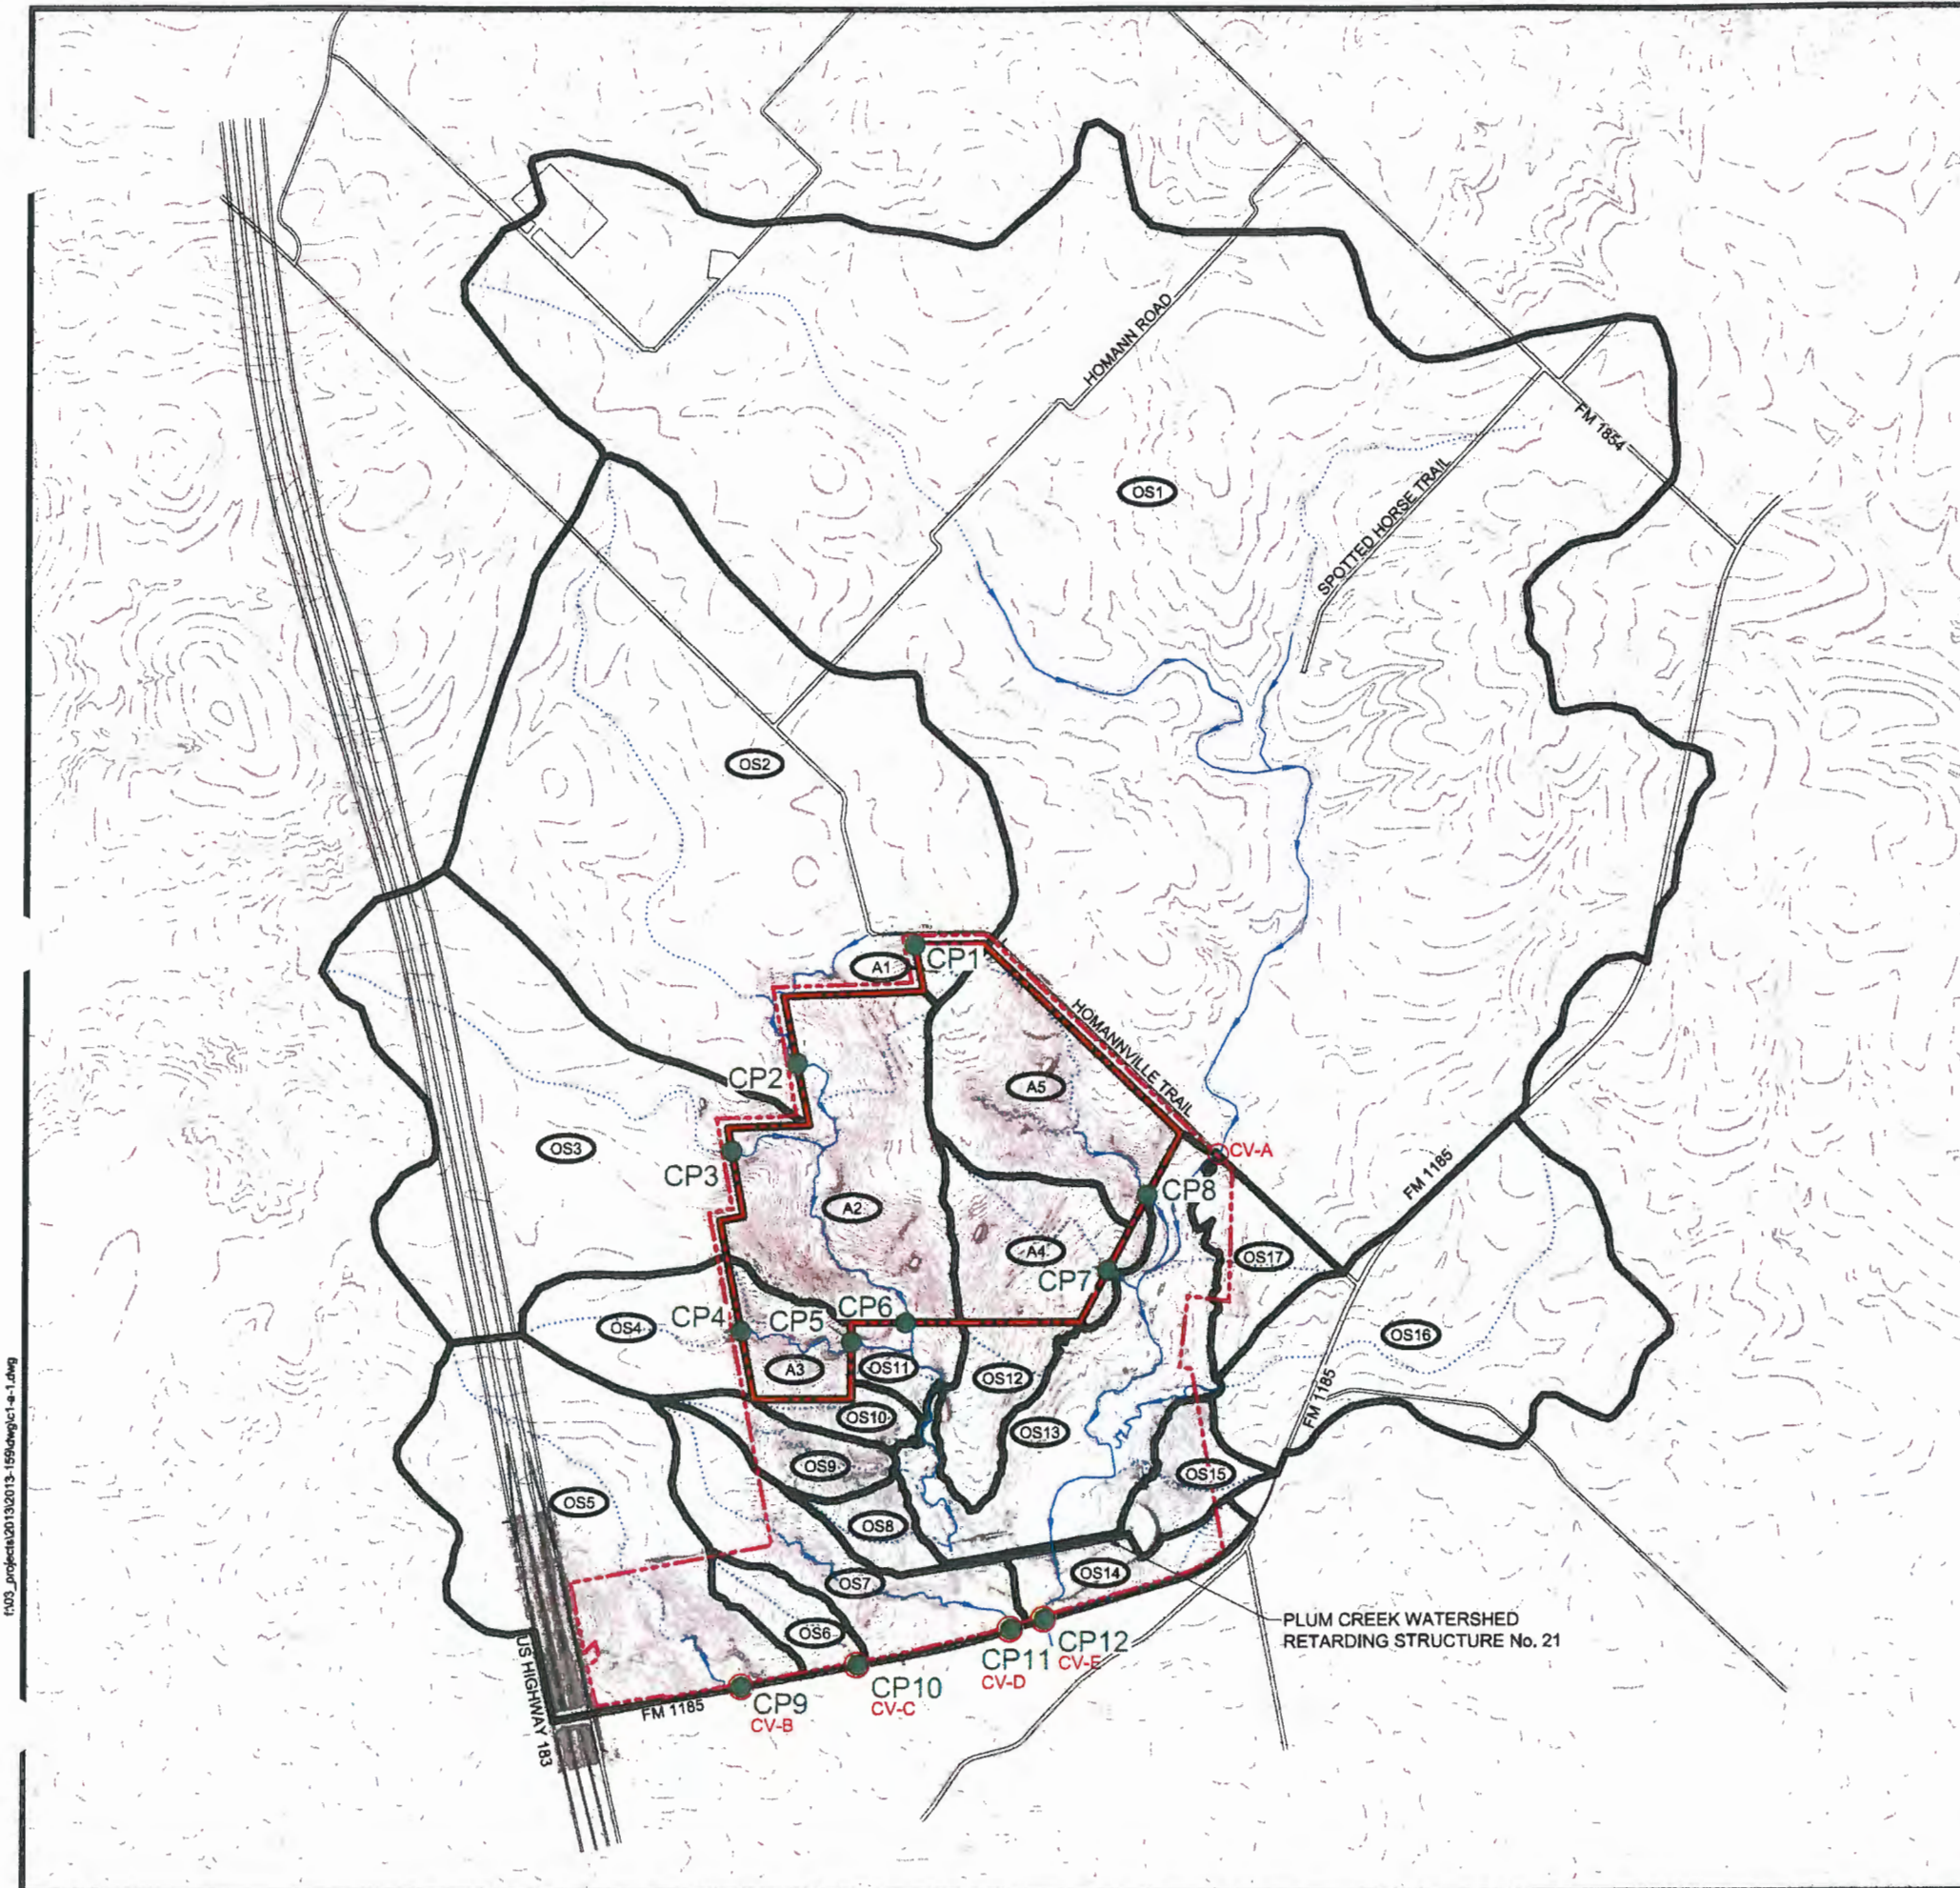 HOMANN ROAD
FM 1854
SPOTTED HORSE TRAIL
OS1
OS2
A1
CP1
HOMANNVILLE TRAIL
CP2
A5
OS3
CP3
CV-A
FM 1185
CP8
A2
A4
OS17
CP7
CP4
CP5
CP6
OS4
OS16
A3
OS11
OS12
FM 1185
OS10
OS13
OS9
OS15
OS5
OS8
OS7
OS14
PLUM CREEK WATERSHED
RETARDING STRUCTURE No. 21
OS6
CP12
CV-E
CP11
CV-D
CP10
CV-C
CP9
CV-B
FM 1185
US HIGHWAY 183
f:\03_projects\2013\2013-159\dwg\c1-e-1.dwg